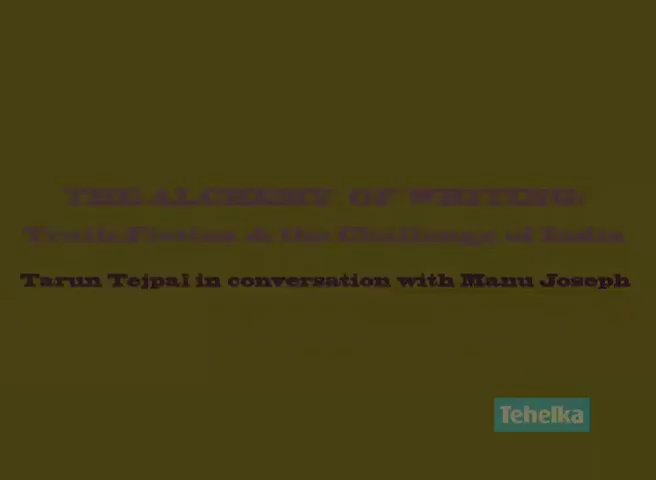 THE ALCHEMY OF WRITING:
Truth, Fiction & the Challenge of India
Tarun Tejpal in conversation with Manu Joseph
Tehelka